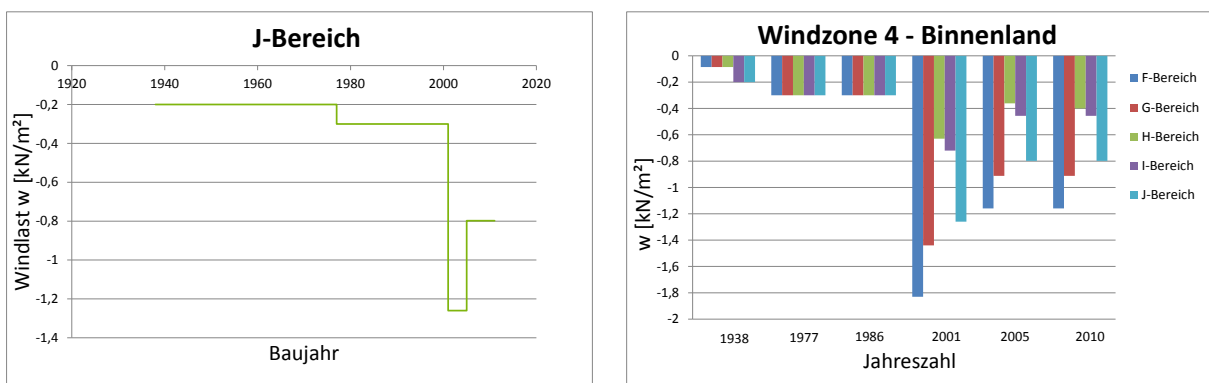 J-Bereich
0
1920
1940
1960
1980
2000
2020
-0,2
-0,4
-0,6
-0,8
-1
-1,2
-1,4
Windlast w [kN/m²]
Baujahr
Windzone 4 - Binnenland
0
-0,2
-0,4
-0,6
-0,8
-1
-1,2
-1,4
-1,6
-1,8
-2
w [kN/m²]
1938
1977
1986
2001
2005
2010
Jahreszahl
F-Bereich
G-Bereich
H-Bereich
I-Bereich
J-Bereich